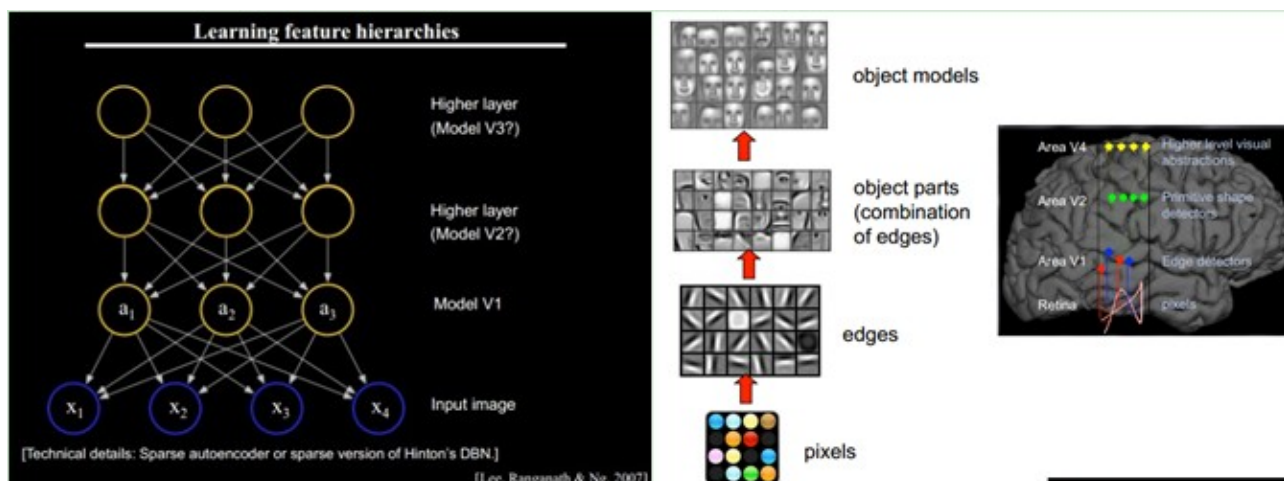 Learning feature hierarchies
Higher layer
(Model V3?)
Higher layer
(Model V2?)
a1 a2 a3
Model V1
x1 x2 x3 x4
Input image
[Technical details: Sparse autoencoder or sparse version of Hinton's DBN.]
[Lee, Ranganath & Ng, 2007]
object models
object parts
(combination
of edges)
edges
pixels
Area V4
Higher level visual
abstractions
Area V2
Primitive shape
detectors
Area V1
Edge detectors
Retina
pixels